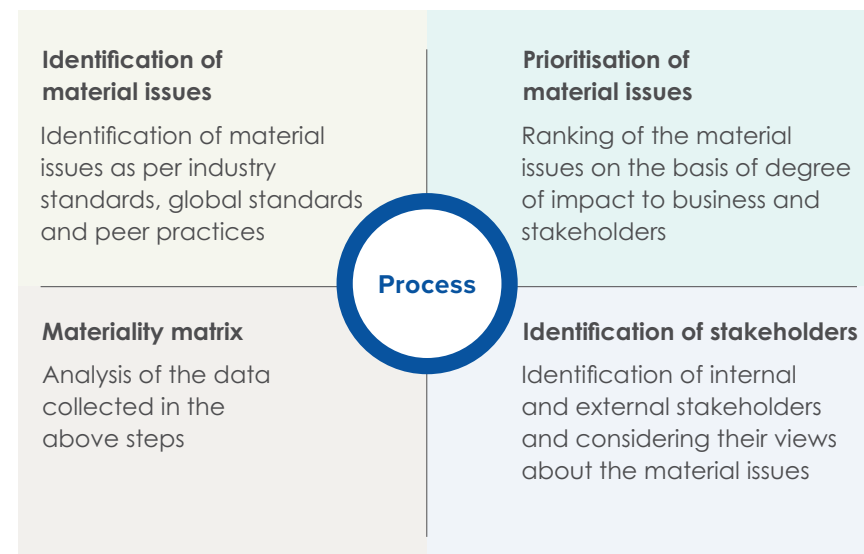 Identification of
material issues
Identification of material
issues as per industry
standards, global standards
and peer practices
Prioritisation of
material issues
Ranking of the material
issues on the basis of degree
of impact to business and
stakeholders
Process
Materiality matrix
Analysis of the data
collected in the
above steps
Identification of stakeholders
Identification of internal
and external stakeholders
and considering their views
about the material issues